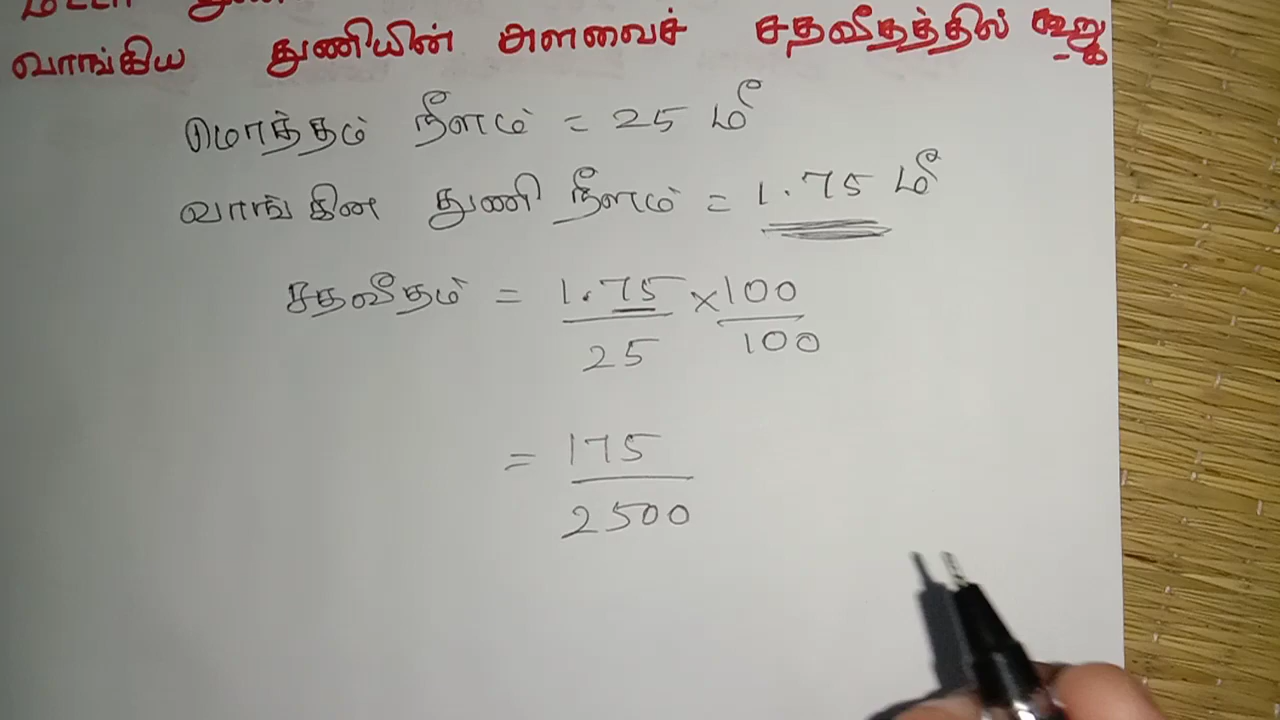 வாங்கிய துணியின் அளவைச் சதவீதத்தில் கூறு
மொத்தம் நீளம் = 25 மீ
வாங்கின துணி நீளம் = 1.75 மீ
சதவீதம் = 1.75/25 × 100/100
= 175/2500